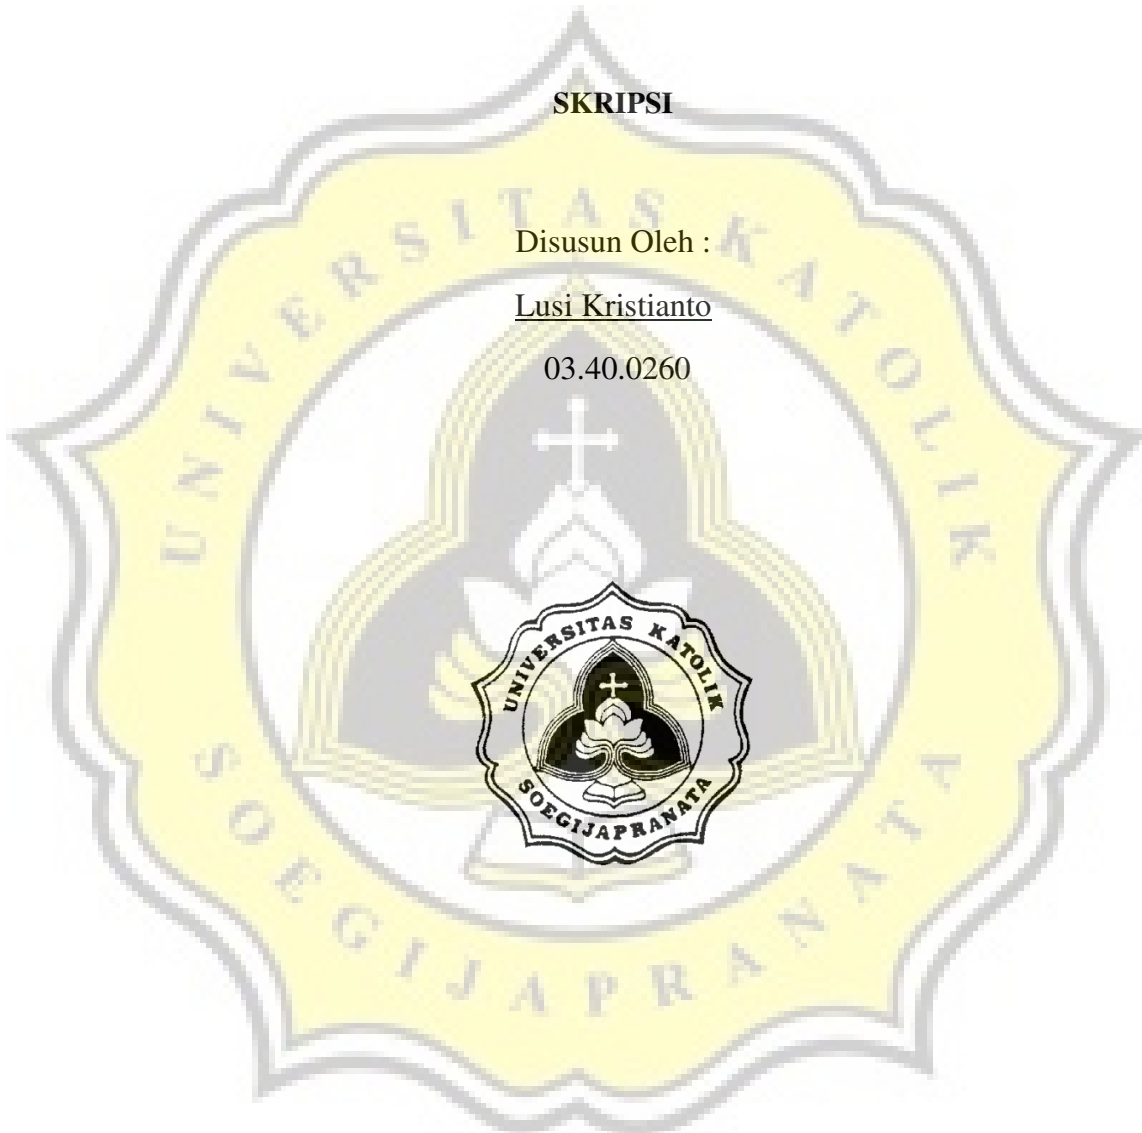 SKRIPSI
UNIVERSITAS KATOLIK
Disusun Oleh :
Lusi Kristianto
03.40.0260
UNIVERSITAS KATOLIK
SOEGIJAPRANATA
SOEGIJAPRANATA